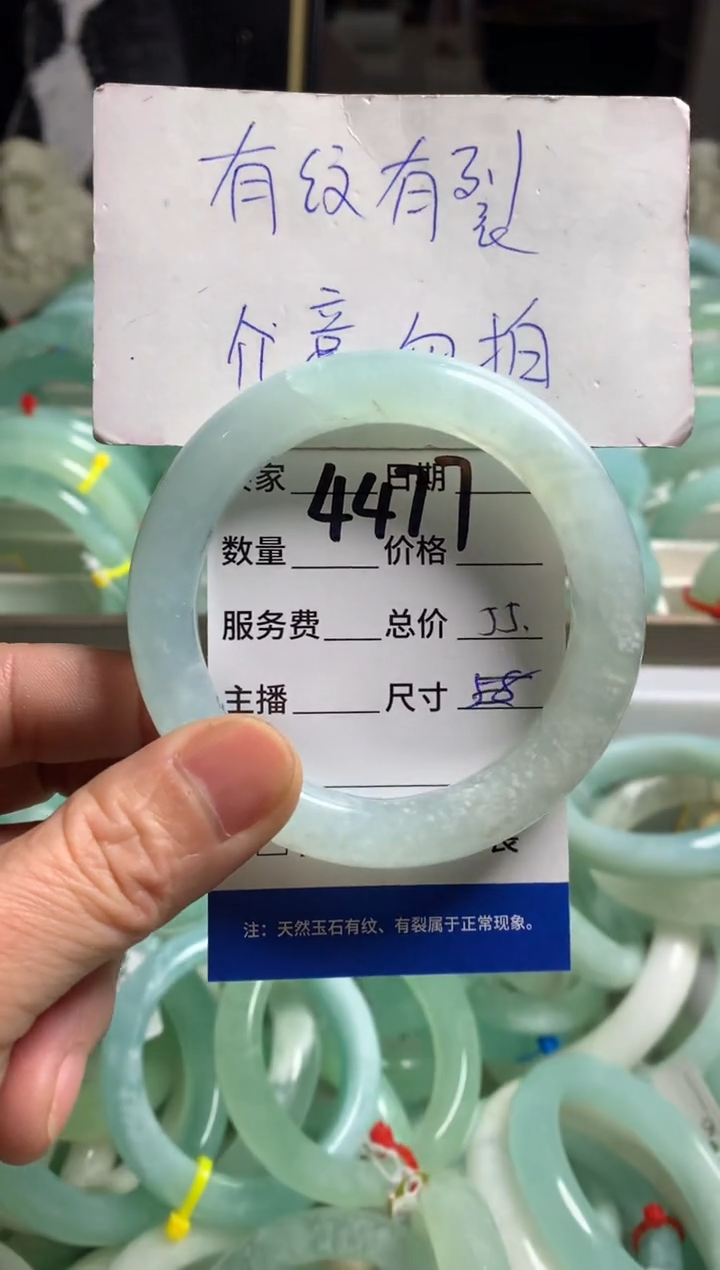 有纹有裂
介意勿拍
家 日期
4477
数量 价格
服务费 总价 55.
主播 尺寸
注：天然玉石有纹、有裂属于正常现象。